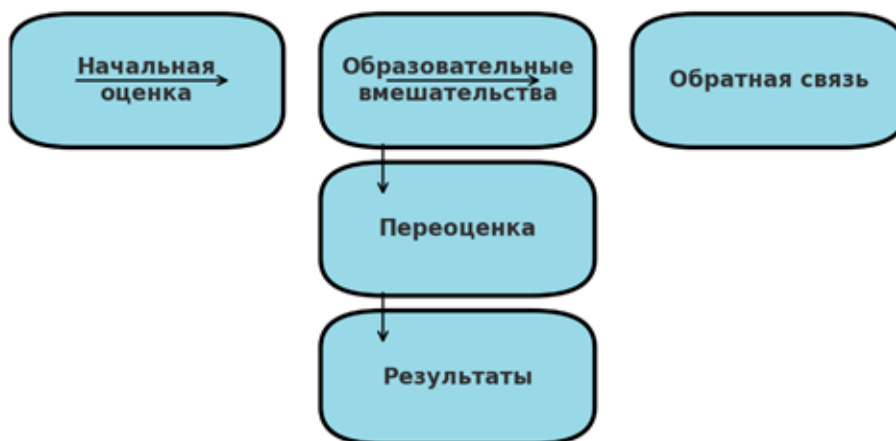 Начальная
оценка
Образовательные
вмешательства
Обратная связь
Переоценка
Результаты